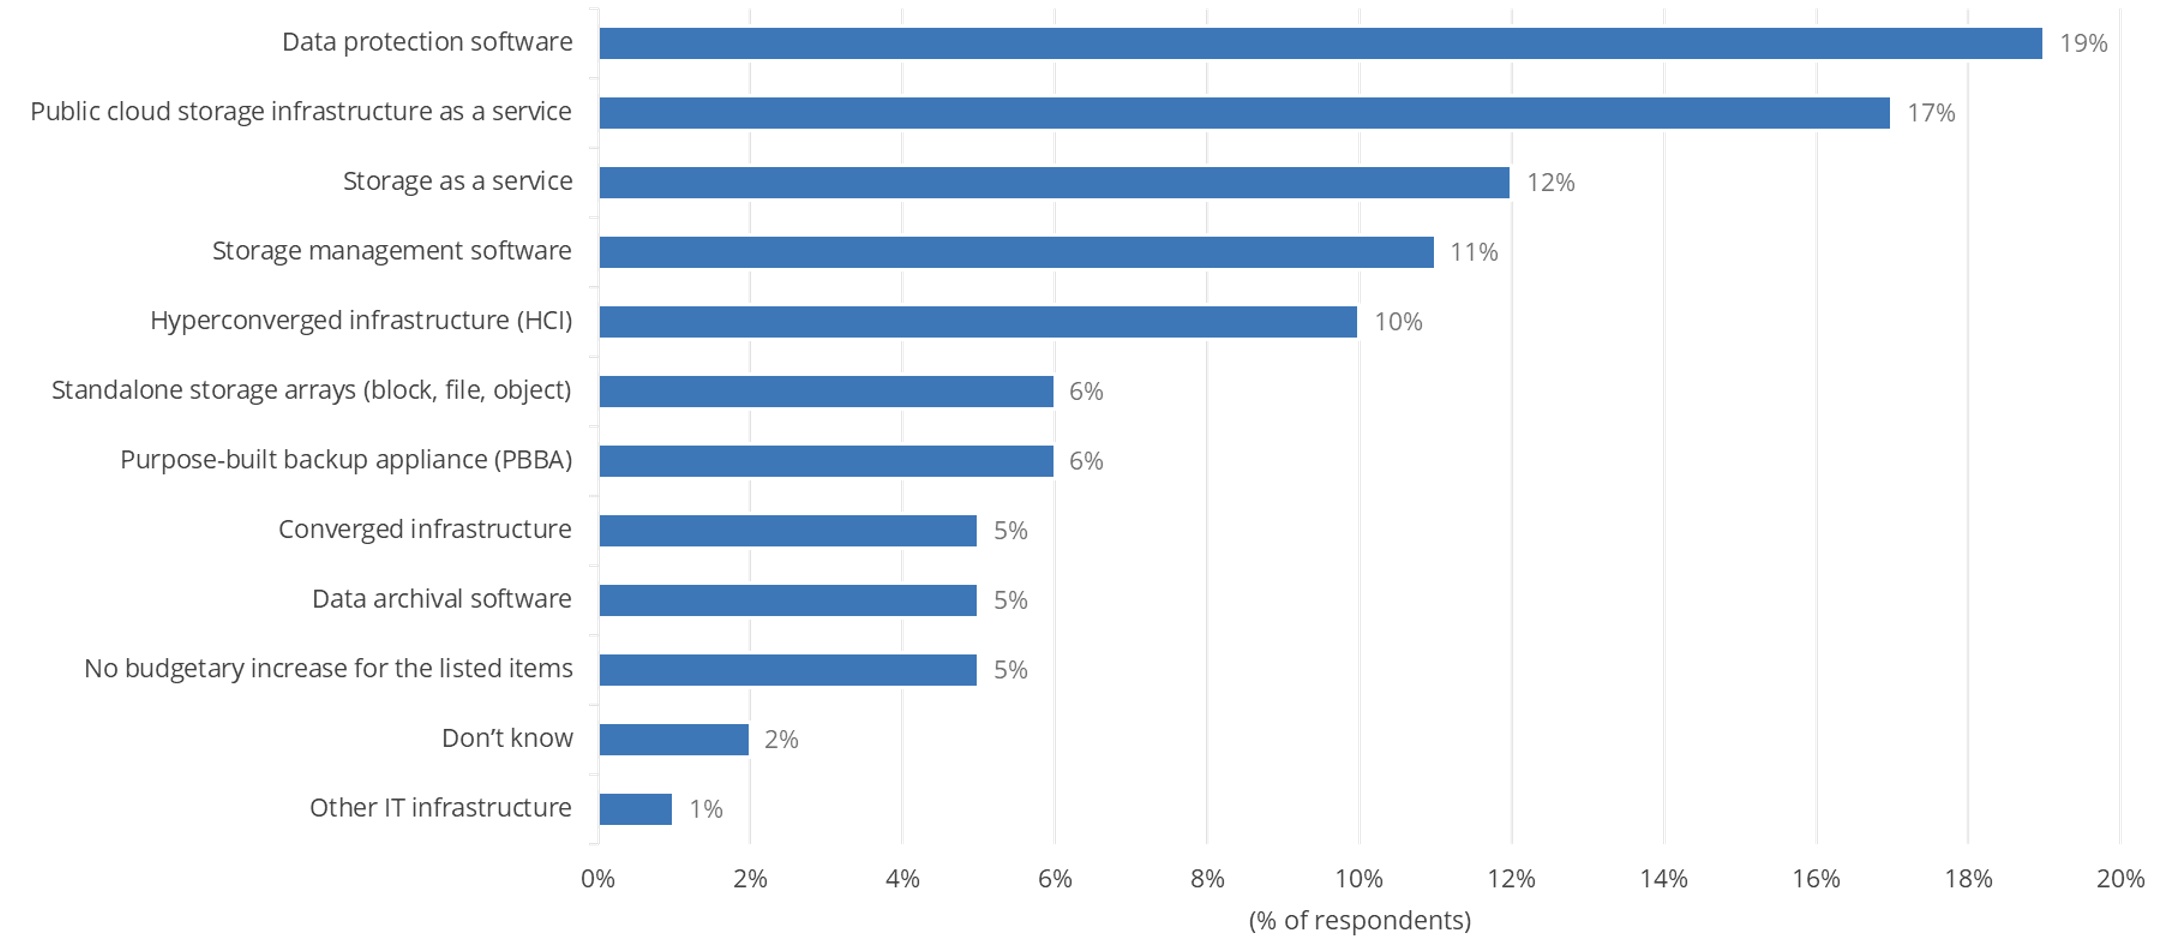 Data protection software 19%
Public cloud storage infrastructure as a service 17%
Storage as a service 12%
Storage management software 11%
Hyperconverged infrastructure (HCI) 10%
Standalone storage arrays (block, file, object) 6%
Purpose-built backup appliance (PBBA) 6%
Converged infrastructure 5%
Data archival software 5%
No budgetary increase for the listed items 5%
Don’t know 2%
Other IT infrastructure 1%
0% 2% 4% 6% 8% 10% 12% 14% 16% 18% 20%
(% of respondents)